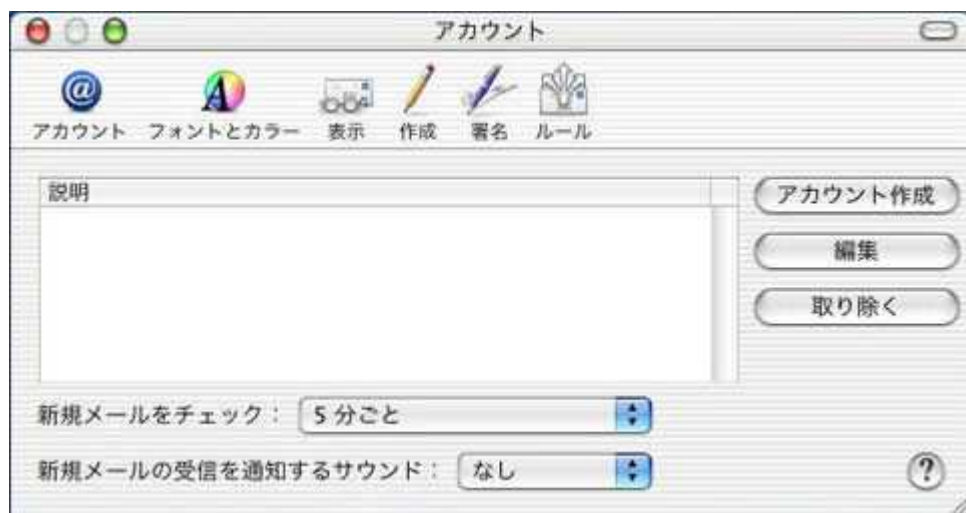 アカウント
アカウント フォントとカラー 表示 作成 署名 ルール
説明
アカウント作成
編集
取り除く
新規メールをチェック： 5 分ごと
新規メールの受信を通知するサウンド： なし
?